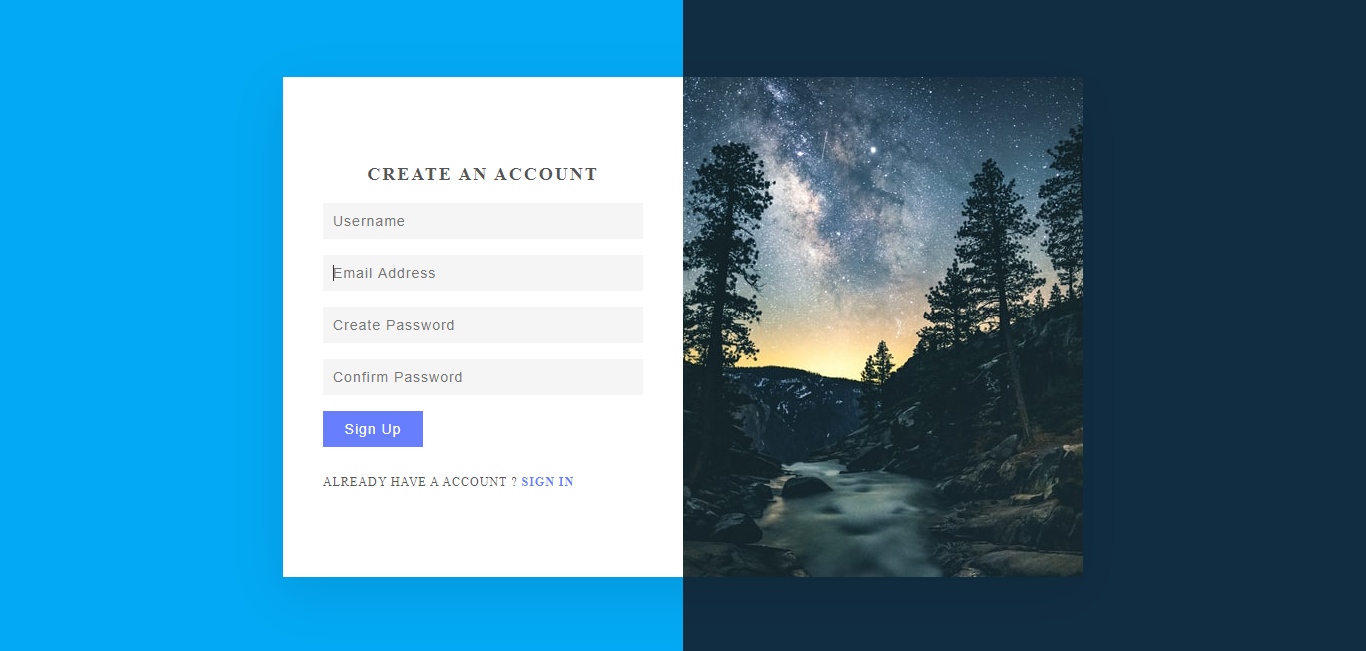 CREATE AN ACCOUNT
Username
Email Address
Create Password
Confirm Password
Sign Up
ALREADY HAVE A ACCOUNT ? SIGN IN